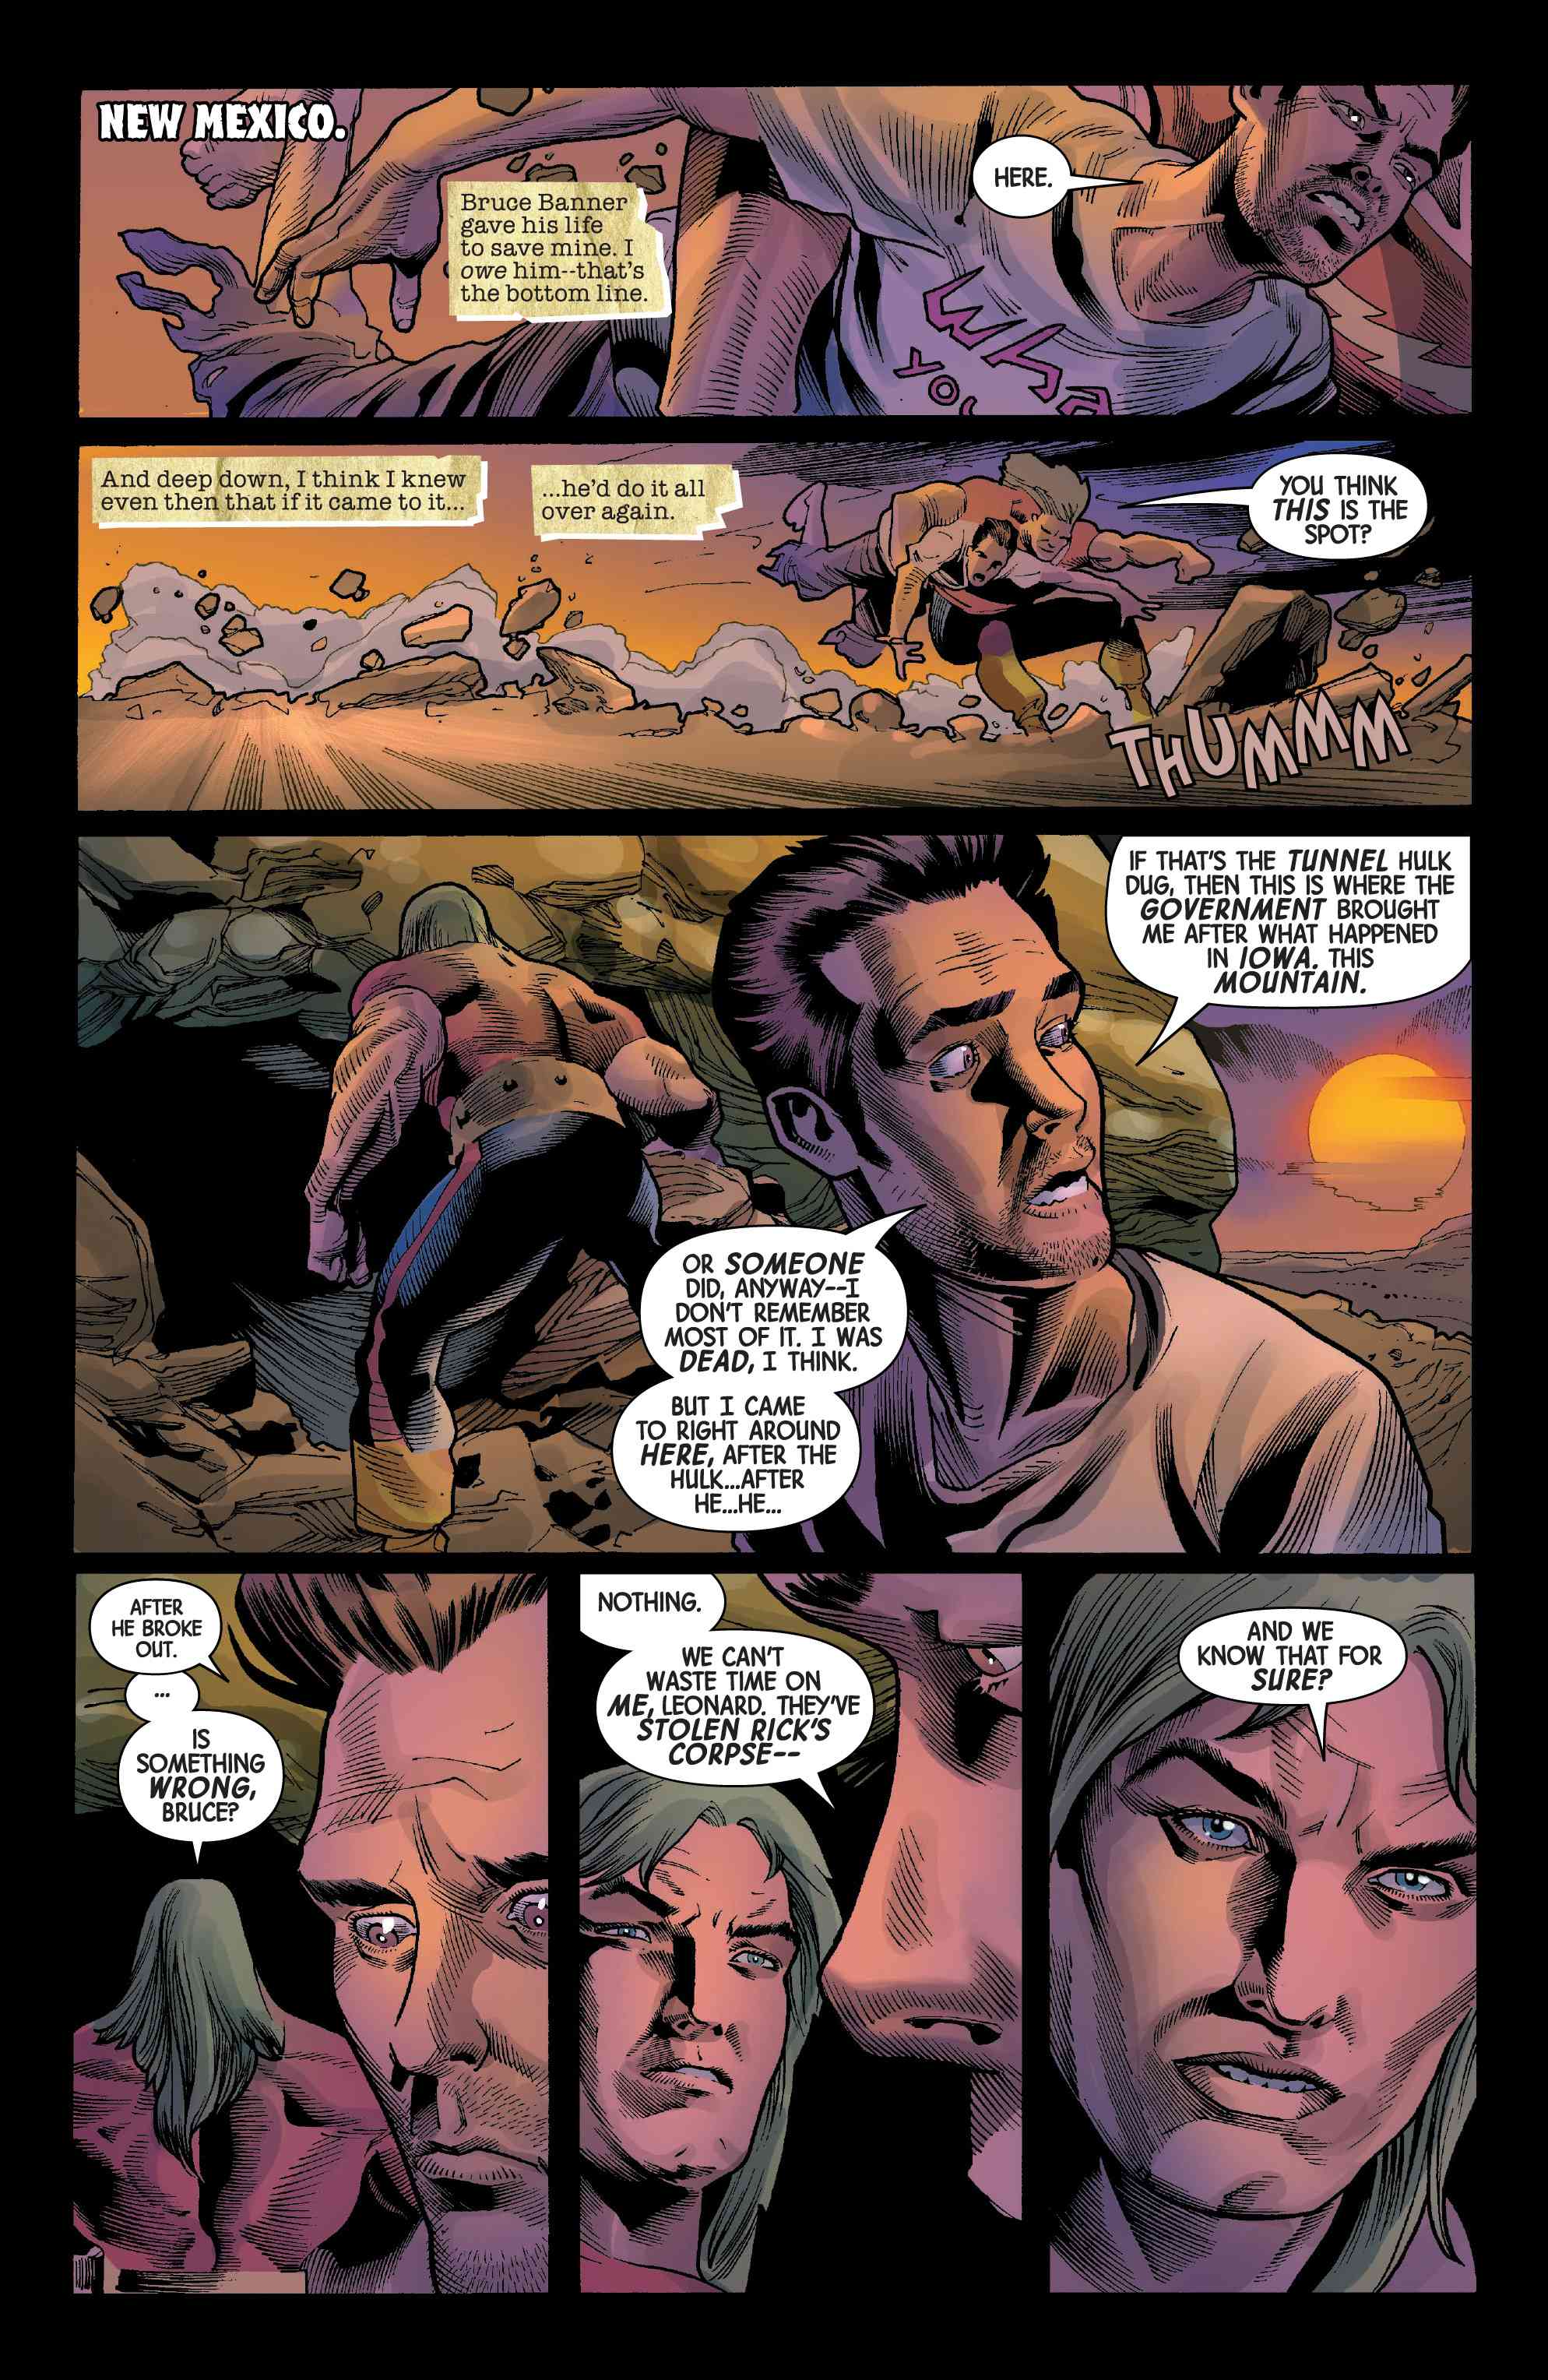 NEW MEXICO.
Bruce Banner
gave his life
to save mine. I
owe him--that's
the bottom line.
HERE.
Wha
YOU
And deep down, I think I knew
even then that if it came to it...
...he'd do it all
over again.
YOU THINK
THIS IS THE
SPOT?
THUMMM
IF THAT'S THE TUNNEL HULK
DUG, THEN THIS IS WHERE THE
GOVERNMENT BROUGHT
ME AFTER WHAT HAPPENED
IN IOWA. THIS
MOUNTAIN.
OR SOMEONE
DID, ANYWAY--I
DON'T REMEMBER
MOST OF IT. I WAS
DEAD, I THINK.
BUT I CAME
TO RIGHT AROUND
HERE, AFTER THE
HULK...AFTER
HE...HE...
AFTER
HE BROKE
OUT.
...
IS
SOMETHING
WRONG,
BRUCE?
NOTHING.
WE CAN'T
WASTE TIME ON
ME, LEONARD. THEY'VE
STOLEN RICK'S
CORPSE--
AND WE
KNOW THAT FOR
SURE?